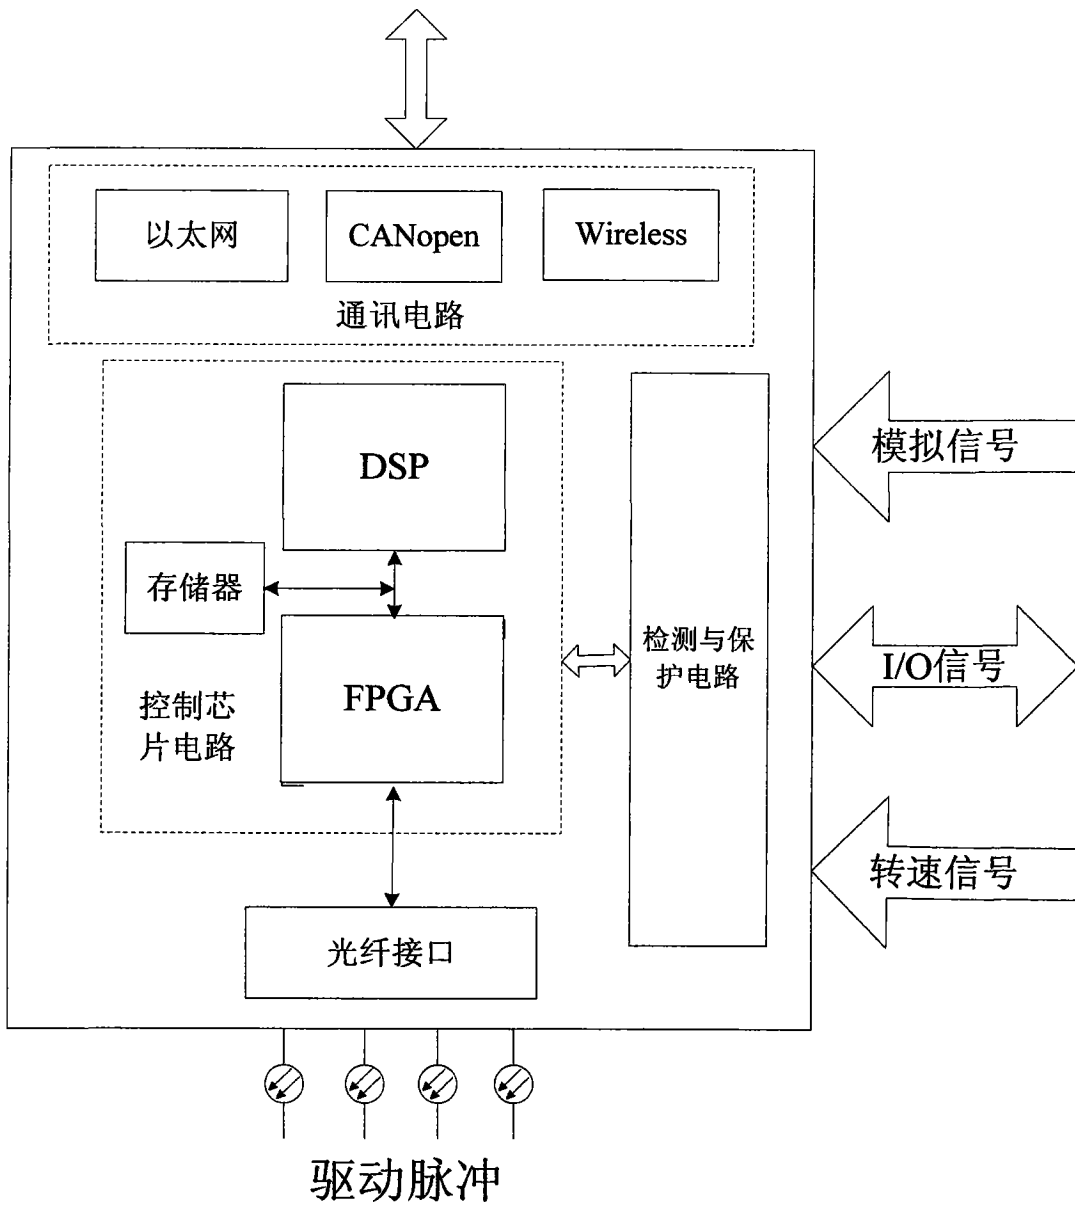 以太网
CANopen
Wireless
通讯电路
DSP
模拟信号
存储器
检测与保
护电路
I/O信号
FPGA
控制芯
片电路
转速信号
光纤接口
驱动脉冲